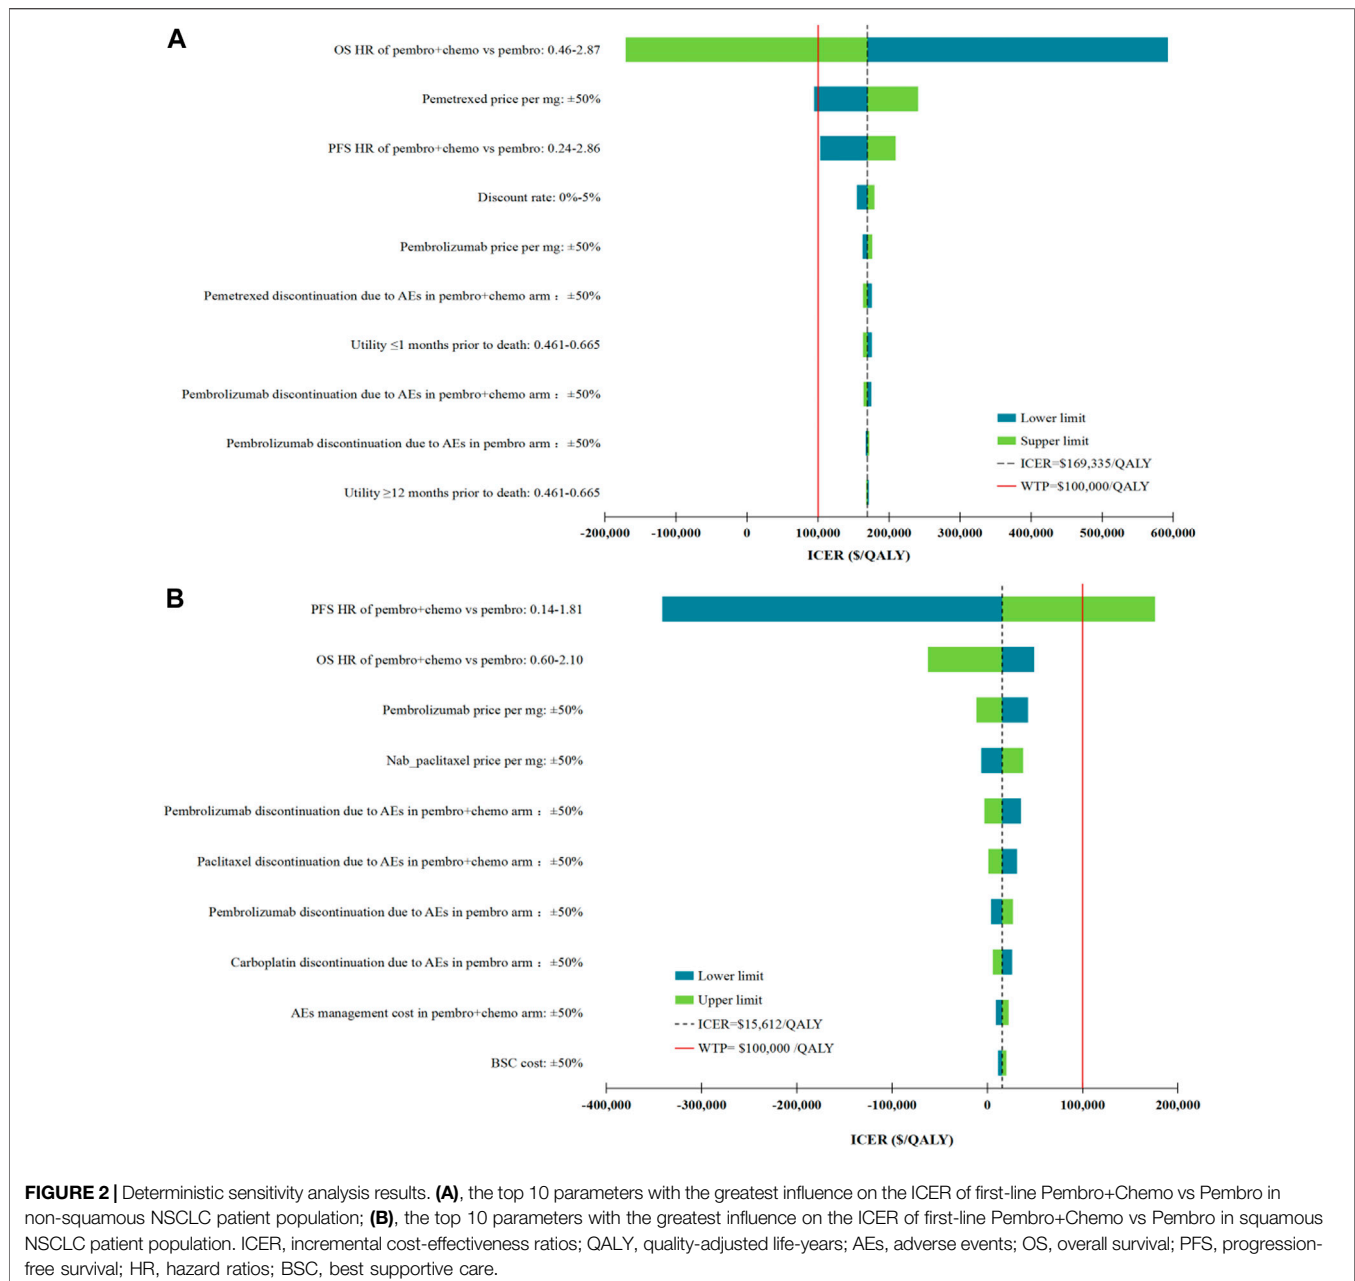 A
OS HR of pembro+chemo vs pembro: 0.46-2.87
Pemetrexed price per mg: ±50%
PFS HR of pembro+chemo vs pembro: 0.24-2.86
Discount rate: 0%-5%
Pembrolizumab price per mg: ±50%
Pemetrexed discontinuation due to AEs in pembro+chemo arm： ±50%
Utility ≤1 months prior to death: 0.461-0.665
Pembrolizumab discontinuation due to AEs in pembro+chemo arm： ±50%
Pembrolizumab discontinuation due to AEs in pembro arm： ±50%
Utility ≥12 months prior to death: 0.461-0.665
Lower limit
Supper limit
ICER=$169,335/QALY
WTP=$100,000/QALY
-200,000 -100,000 0 100,000 200,000 300,000 400,000 500,000 600,000
ICER ($/QALY)
B
PFS HR of pembro+chemo vs pembro: 0.14-1.81
OS HR of pembro+chemo vs pembro: 0.60-2.10
Pembrolizumab price per mg: ±50%
Nab_paclitaxel price per mg: ±50%
Pembrolizumab discontinuation due to AEs in pembro+chemo arm： ±50%
Paclitaxel discontinuation due to AEs in pembro+chemo arm： ±50%
Pembrolizumab discontinuation due to AEs in pembro arm： ±50%
Carboplatin discontinuation due to AEs in pembro arm： ±50%
AEs management cost in pembro+chemo arm: ±50%
BSC cost: ±50%
Lower limit
Upper limit
ICER=$15,612/QALY
WTP= $100,000 /QALY
-400,000 -300,000 -200,000 -100,000 0 100,000 200,000
ICER ($/QALY)
FIGURE 2 | Deterministic sensitivity analysis results. (A), the top 10 parameters with the greatest influence on the ICER of first-line Pembro+Chemo vs Pembro in
non-squamous NSCLC patient population; (B), the top 10 parameters with the greatest influence on the ICER of first-line Pembro+Chemo vs Pembro in squamous
NSCLC patient population. ICER, incremental cost-effectiveness ratios; QALY, quality-adjusted life-years; AEs, adverse events; OS, overall survival; PFS, progression-
free survival; HR, hazard ratios; BSC, best supportive care.